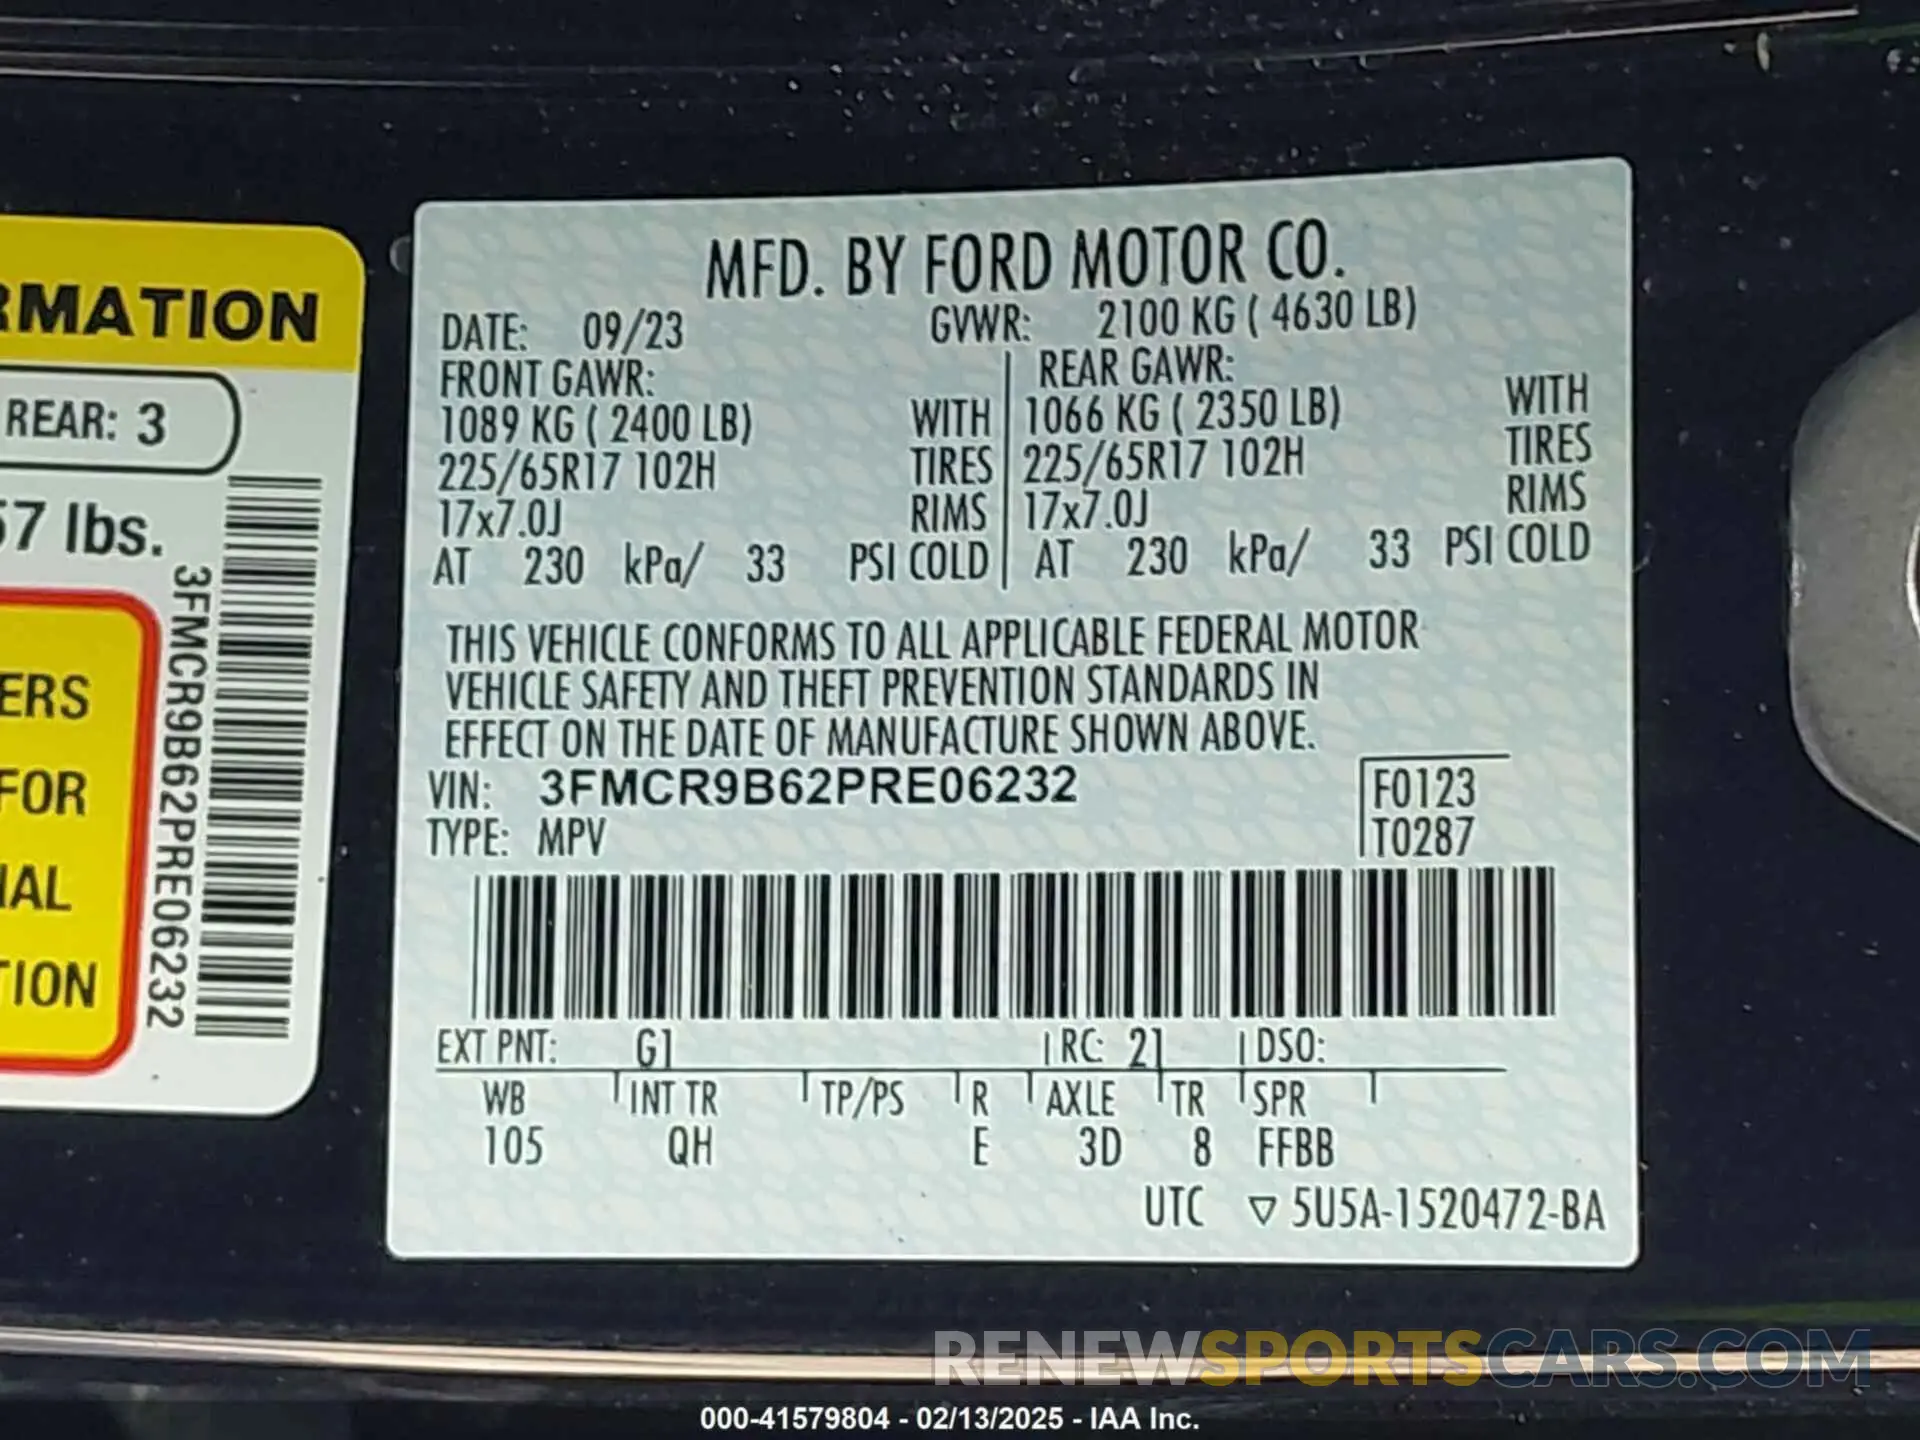 RMATION
REAR: 3
57 lbs.
3FMCR9B62PRE06232
ERS
FOR
IAL
TION
MFD. BY FORD MOTOR CO.
DATE: 09/23 GVWR: 2100 KG ( 4630 LB)
FRONT GAWR: REAR GAWR:
1089 KG ( 2400 LB) WITH 1066 KG ( 2350 LB) WITH
225/65R17 102H TIRES 225/65R17 102H TIRES
17x7.0J RIMS 17x7.0J RIMS
AT 230 kPa/ 33 PSI COLD AT 230 kPa/ 33 PSI COLD
THIS VEHICLE CONFORMS TO ALL APPLICABLE FEDERAL MOTOR
VEHICLE SAFETY AND THEFT PREVENTION STANDARDS IN
EFFECT ON THE DATE OF MANUFACTURE SHOWN ABOVE.
VIN: 3FMCR9B62PRE06232 F0123
TYPE: MPV T0287
EXT PNT: G1 RC: 21 DSO:
WB INT TR TP/PS R AXLE TR SPR
105 QH E 3D 8 FFBB
UTC ▽ 5U5A-1520472-BA
RENEWSPORTSCARS.COM
000-41579804 - 02/13/2025 - IAA Inc.